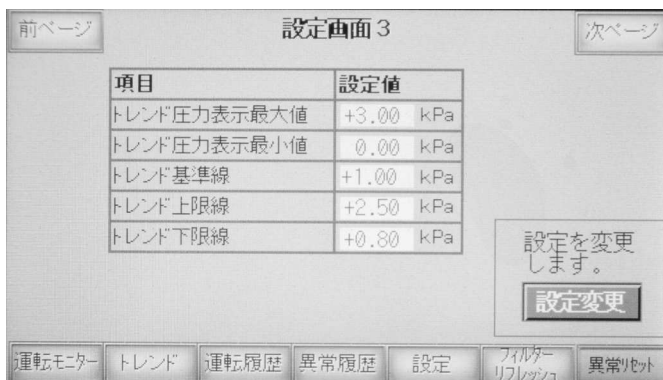 前ページ
設定画面3
次ページ
項目 設定値
トレンド圧力表示最大値 +3.00 kPa
トレンド圧力表示最小値 0.00 kPa
トレンド基準線 +1.00 kPa
トレンド上限線 +2.50 kPa
トレンド下限線 +0.80 kPa
設定を変更
します。
設定変更
運転モニター トレンド 運転履歴 異常履歴 設定 フィルター
リフレッシュ 異常リセット